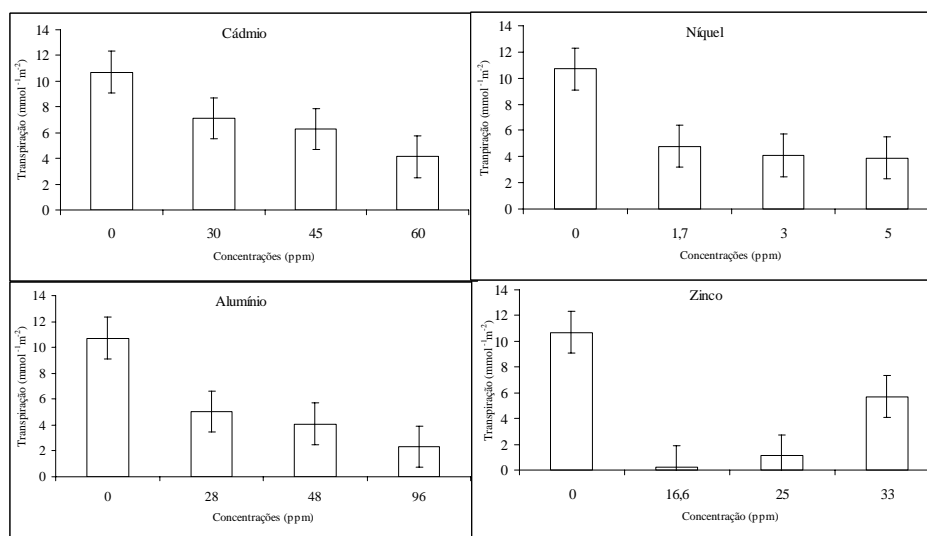 Cádmio
Transpiração (mmol⁻¹m⁻²)
14
12
10
8
6
4
2
0
0 30 45 60
Concentrações (ppm)
Níquel
Tranpiração (mmol⁻¹m⁻²)
14
12
10
8
6
4
2
0
0 1,7 3 5
Concentrações (ppm)
Alumínio
Transpiração (mmol⁻¹m⁻²)
14
12
10
8
6
4
2
0
0 28 48 96
Concentrações (ppm)
Zinco
Transpiração (mmol⁻¹m⁻²)
14
12
10
8
6
4
2
0
0 16,6 25 33
Concentração (ppm)